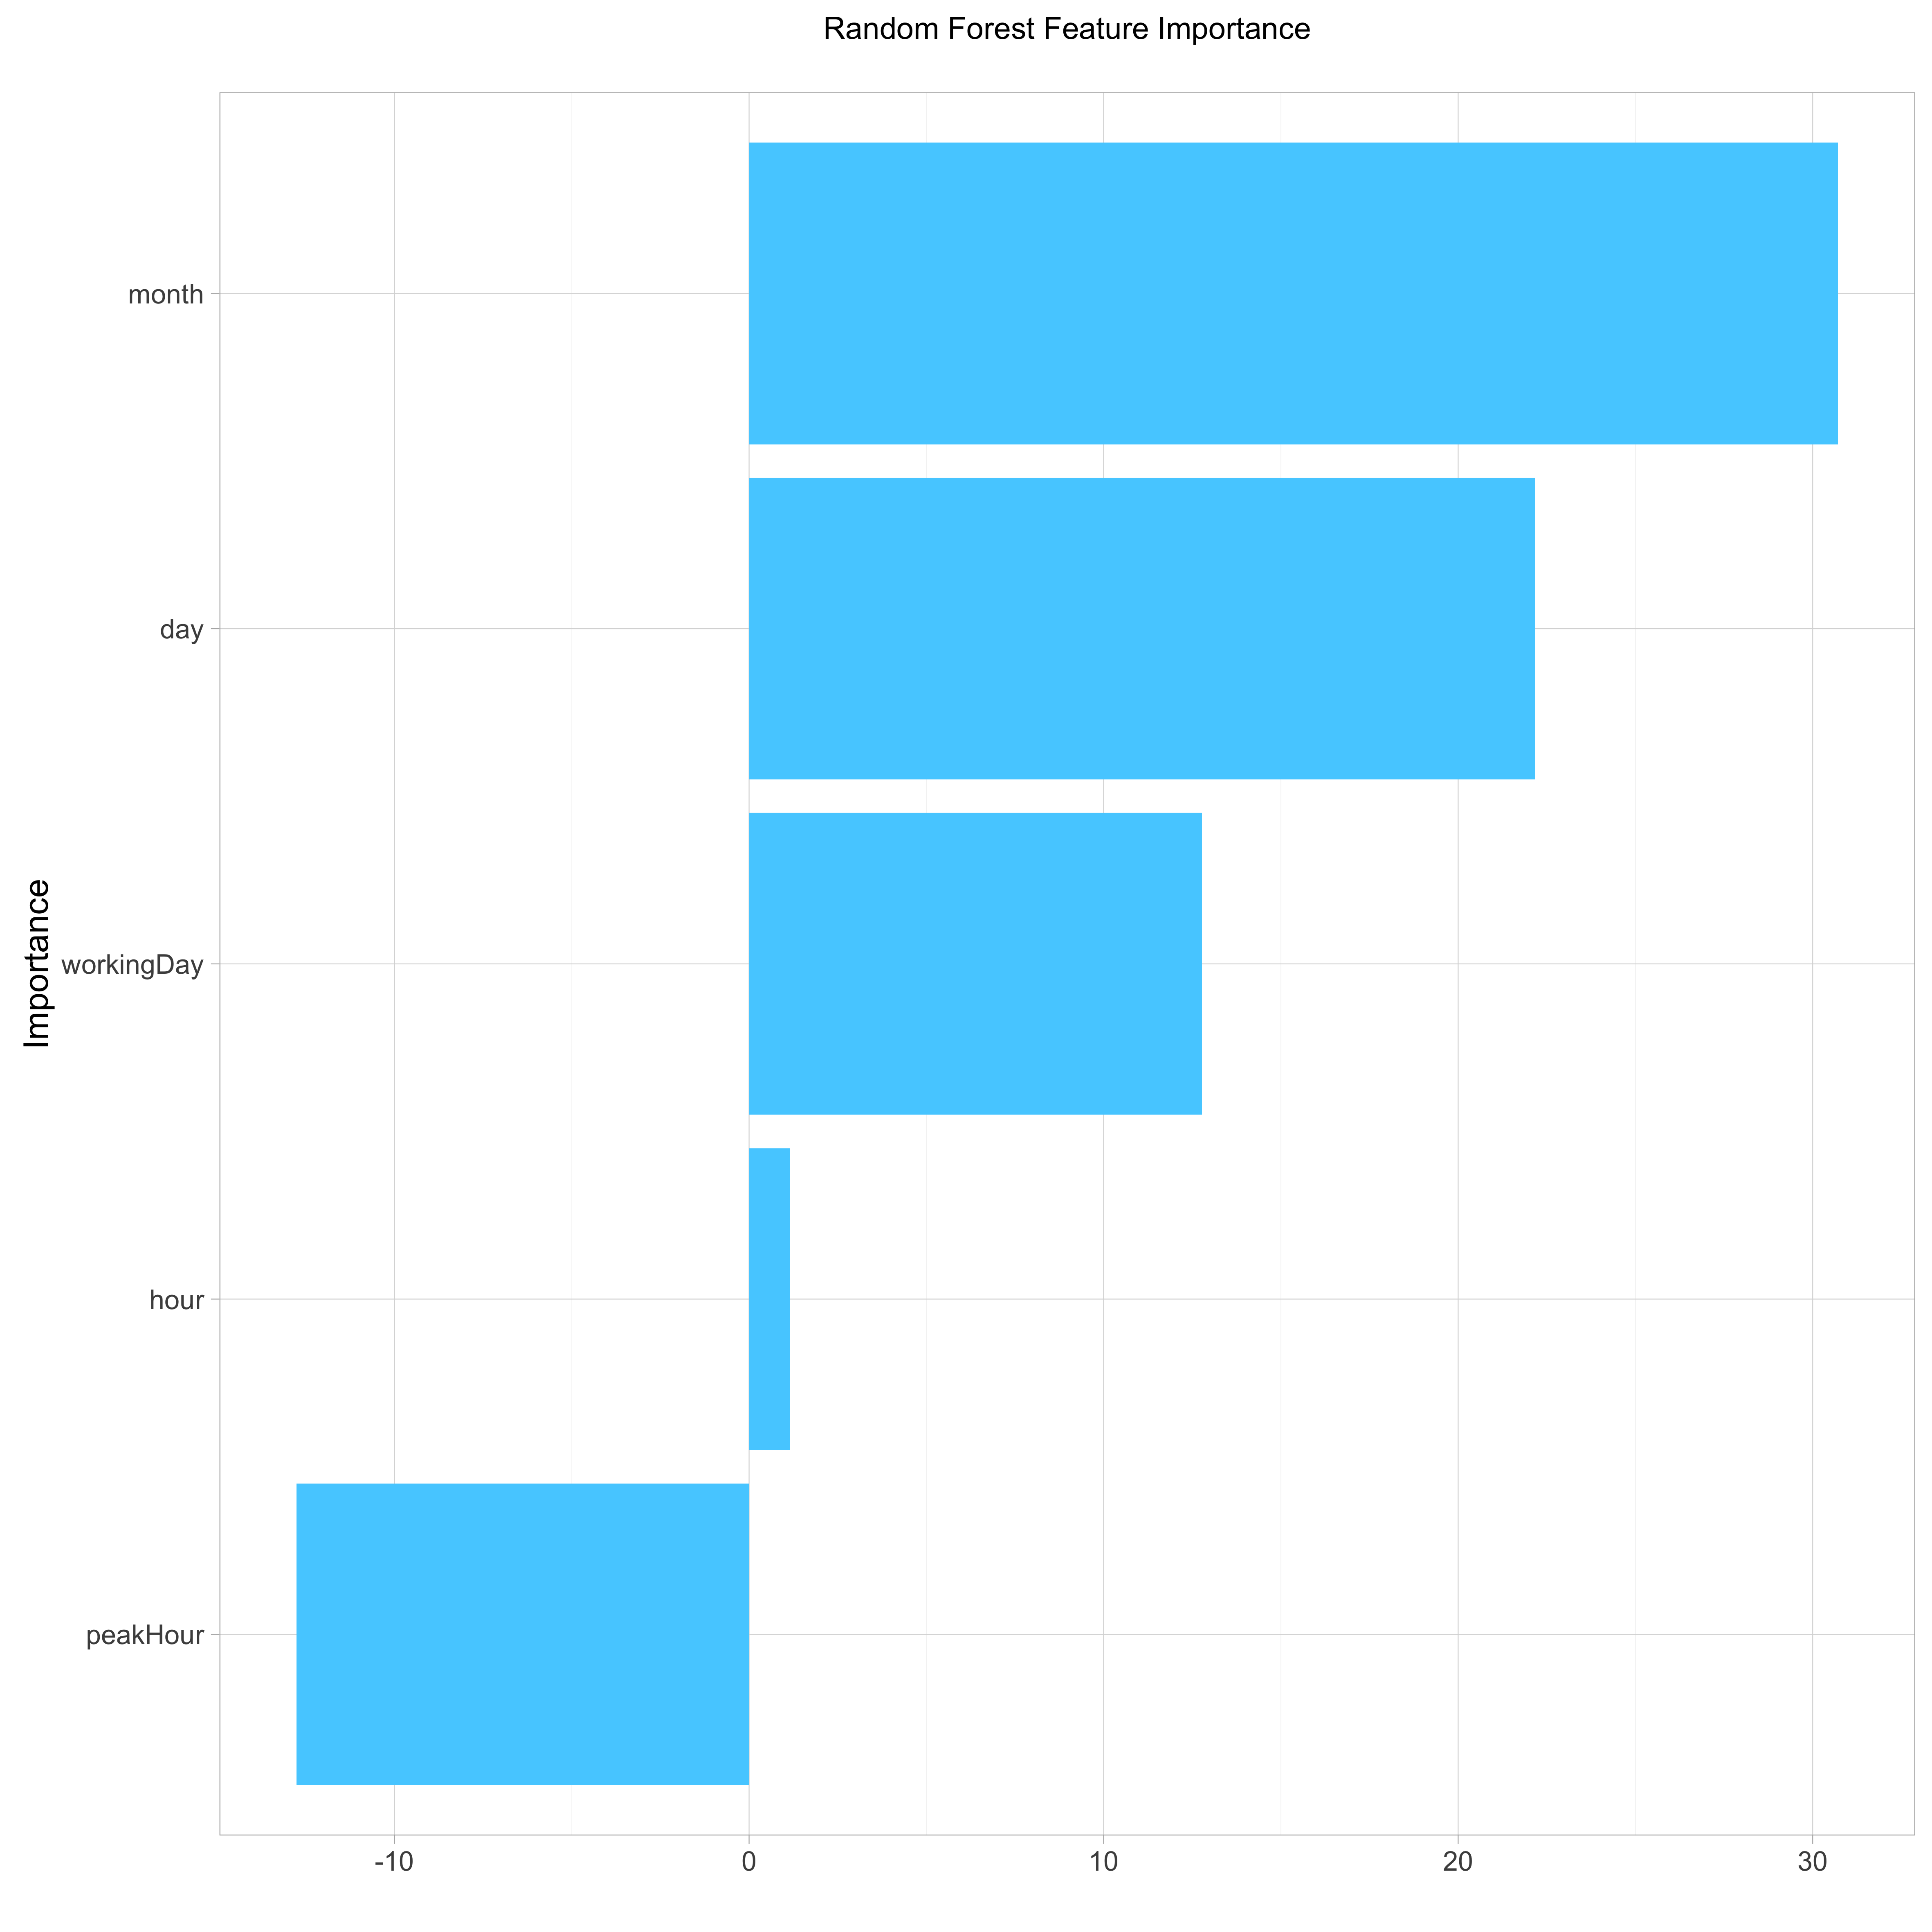 Random Forest Feature Importance
month
day
workingDay
hour
peakHour
Importance
-10 0 10 20 30